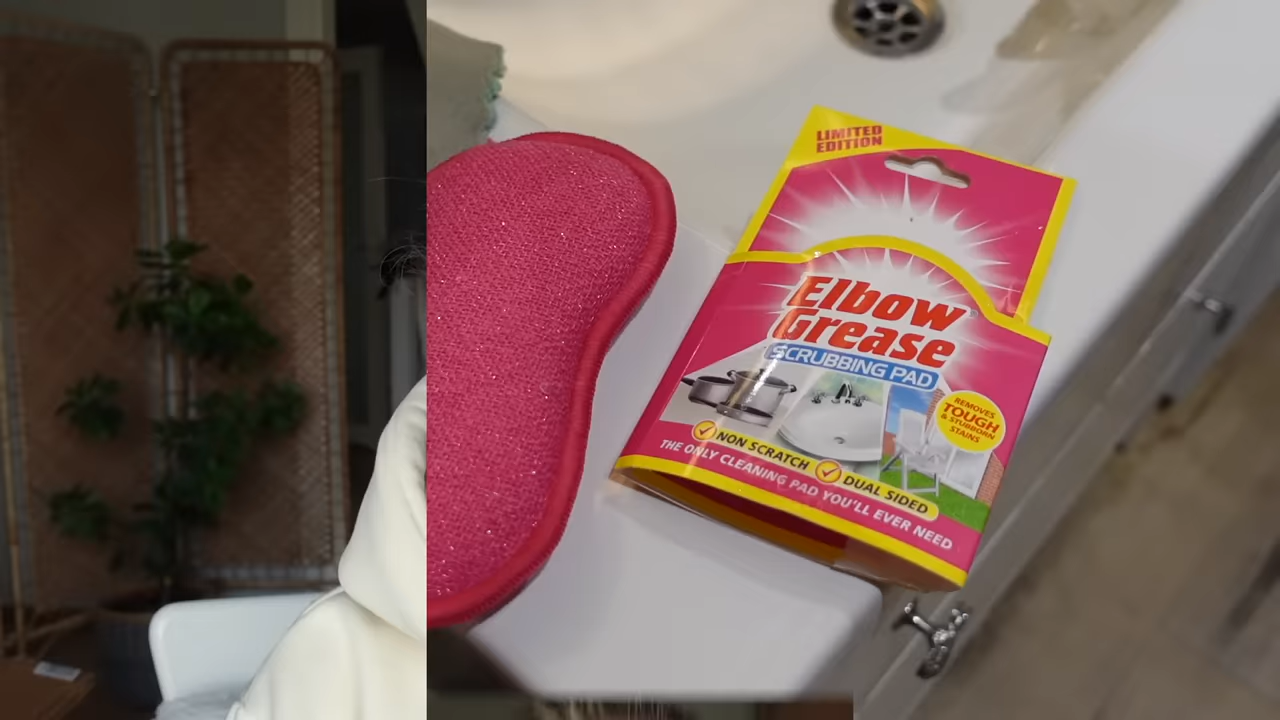 LIMITED
EDITION
Elbow
Grease
SCRUBBING PAD
REMOVES
TOUGH
& STUBBORN
STAINS
NON SCRATCH
DUAL SIDED
THE ONLY CLEANING PAD YOU'LL EVER NEED